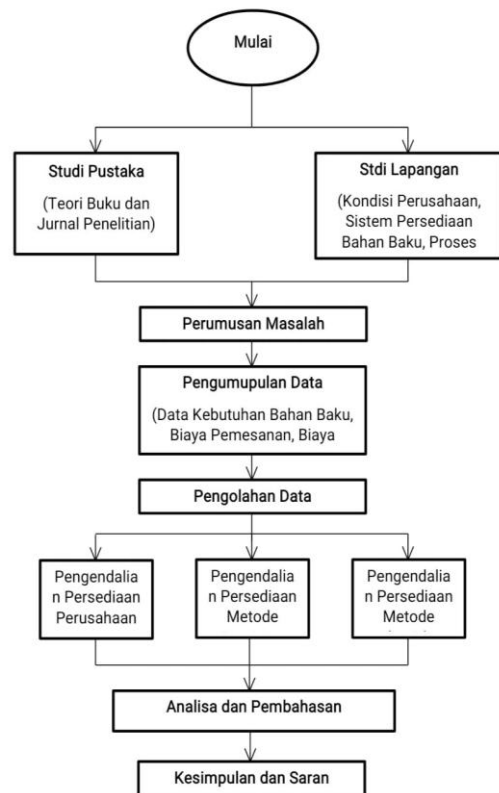 Mulai
Studi Pustaka
(Teori Buku dan
Jurnal Penelitian)
Stdi Lapangan
(Kondisi Perusahaan,
Sistem Persediaan
Bahan Baku, Proses
Perumusan Masalah
Pengumupulan Data
(Data Kebutuhan Bahan Baku,
Biaya Pemesanan, Biaya
Pengolahan Data
Pengendalia
n Persediaan
Perusahaan
Pengendalia
n Persediaan
Metode
Pengendalia
n Persediaan
Metode
Analisa dan Pembahasan
Kesimpulan dan Saran